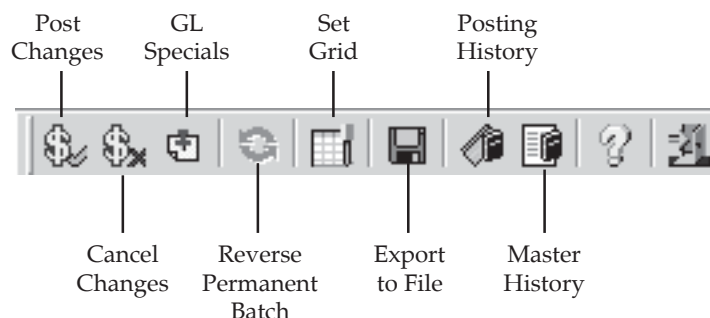 Post
Changes
GL
Specials
Set
Grid
Posting
History
Cancel
Changes
Reverse
Permanent
Batch
Export
to File
Master
History